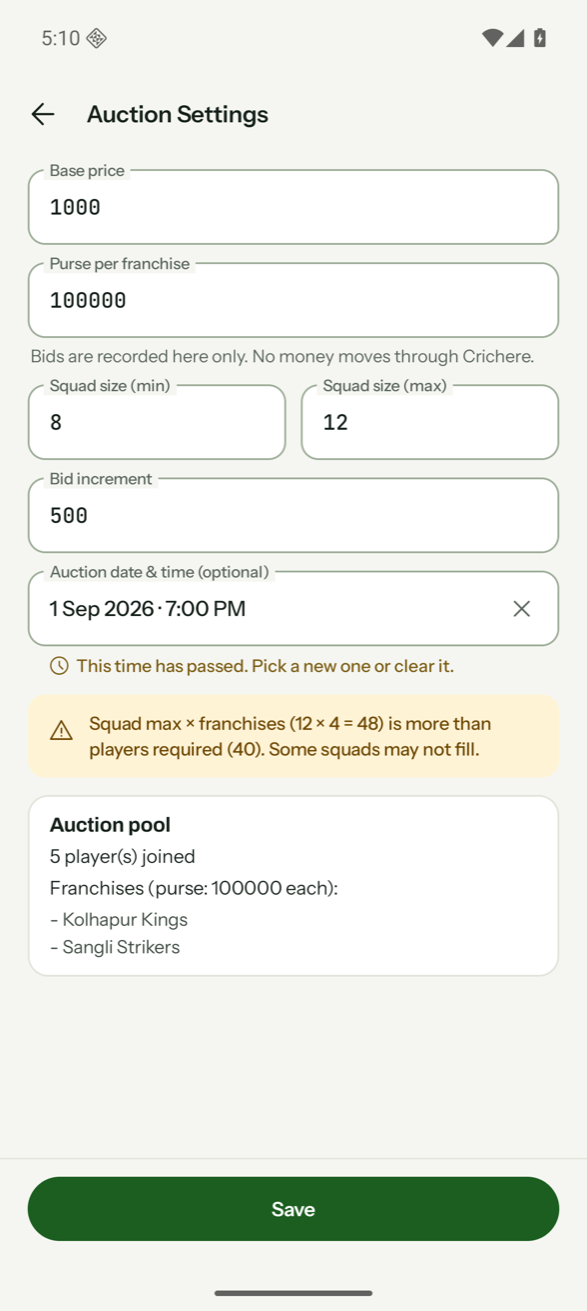 5:10
Auction Settings
Base price
1000
Purse per franchise
100000
Bids are recorded here only. No money moves through Crichere.
Squad size (min)
8
Squad size (max)
12
Bid increment
500
Auction date & time (optional)
1 Sep 2026 · 7:00 PM
This time has passed. Pick a new one or clear it.
Squad max × franchises (12 × 4 = 48) is more than
players required (40). Some squads may not fill.
Auction pool
5 player(s) joined
Franchises (purse: 100000 each):
- Kolhapur Kings
- Sangli Strikers
Save